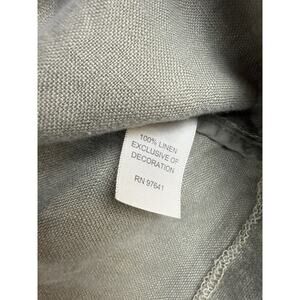 100% LINEN
EXCLUSIVE OF
DECORATION
RN 97641